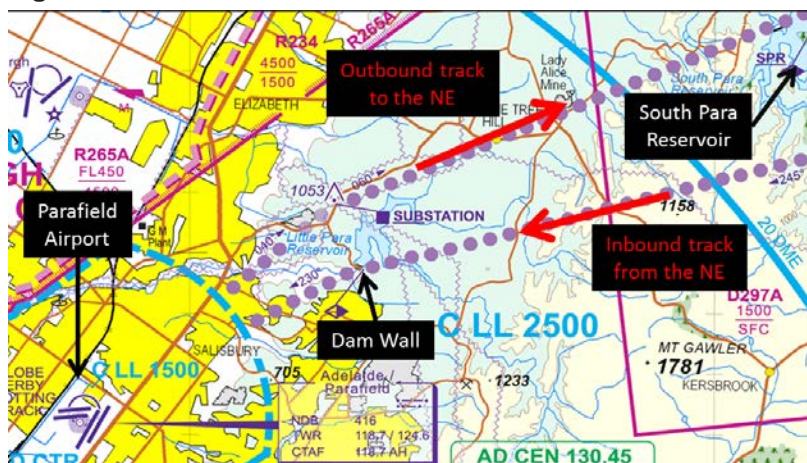 R234
4500
1500
R265A
Outbound track
to the NE
Lady
Alice
Mine
SPR
South Para
Reservoir
ELIZABETH
HILL
South Para
Reservoir
R265A
FL450
060°
1053
Parafield
Airport
G M
Plant
SUBSTATION
245°
1158
040°
Little Para
Reservoir
20 DME
230°
Inbound track
from the NE
D297A
1500
SFC
Dam Wall
C LL 2500
SALISBURY
C LL 1500
705
MT GAWLER
1781
1233
KERSBROOK
Adelaide
Parafield
NDB 416
TWR 118.7 / 124.6
CTAF 118.7 AH
AD CEN 130.45